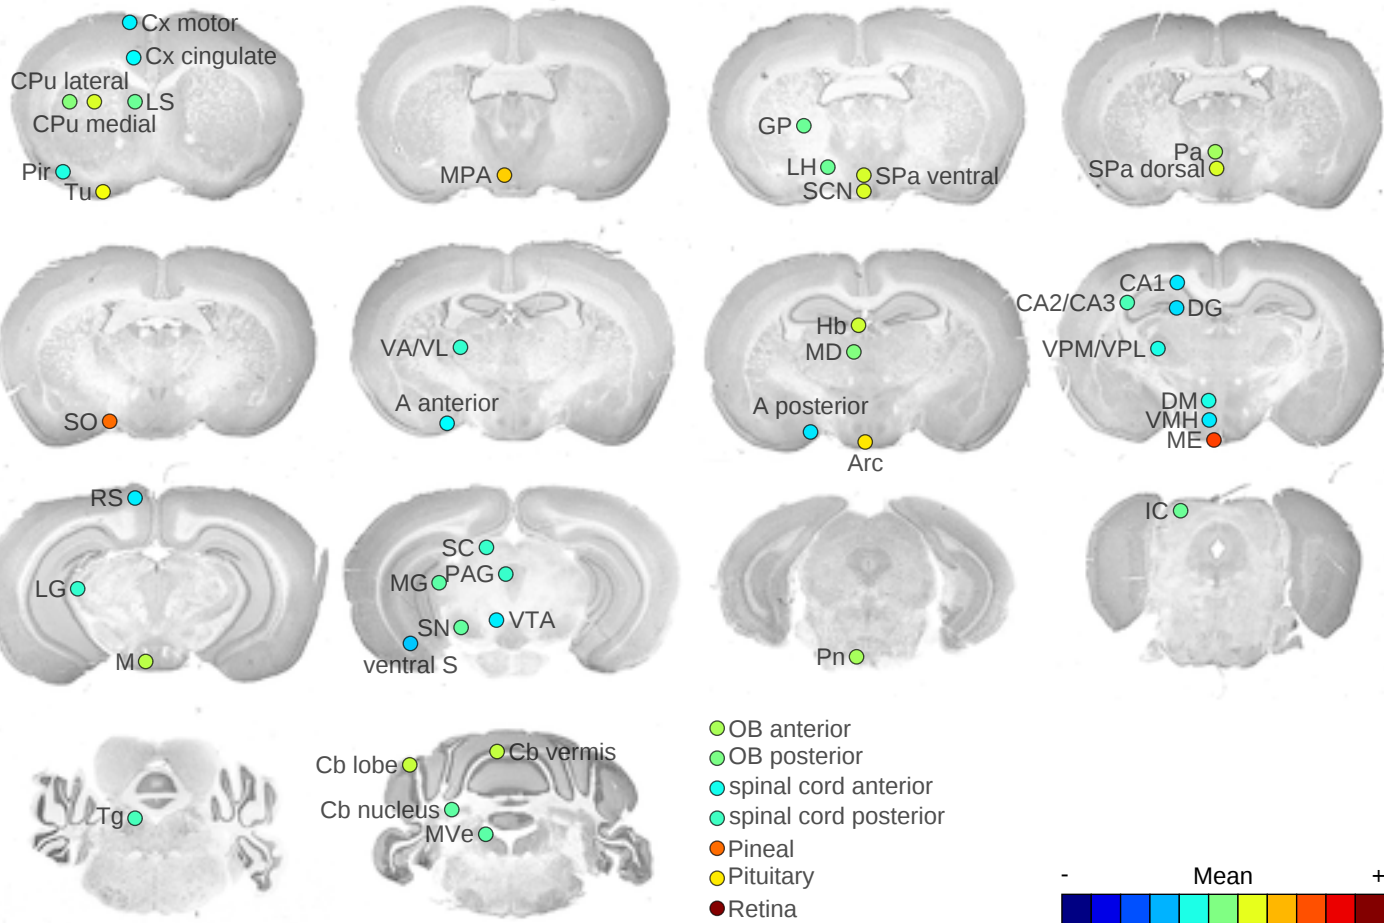 Cx motor
Cx cingulate
CPu lateral
LS
CPu medial
Pir
Tu
MPA
GP
LH
SPa ventral
SCN
Pa
SPa dorsal
SO
VA/VL
A anterior
Hb
MD
A posterior
Arc
CA1
CA2/CA3
DG
VPM/VPL
DM
VMH
ME
RS
LG
M
SC
MG
PAG
SN
VTA
ventral S
Pn
IC
Tg
Cb lobe
Cb vermis
Cb nucleus
MVe
OB anterior
OB posterior
spinal cord anterior
spinal cord posterior
Pineal
Pituitary
Retina
- Mean +